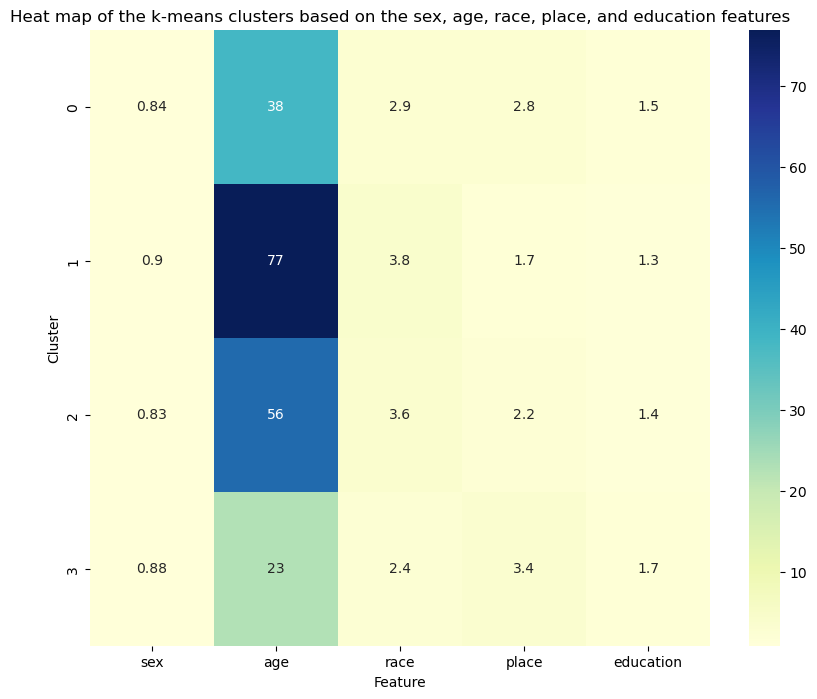 Heat map of the k-means clusters based on the sex, age, race, place, and education features
0 0.84 38 2.9 2.8 1.5
1 0.9 77 3.8 1.7 1.3
2 0.83 56 3.6 2.2 1.4
3 0.88 23 2.4 3.4 1.7
Cluster
sex age race place education
Feature
70
60
50
40
30
20
10